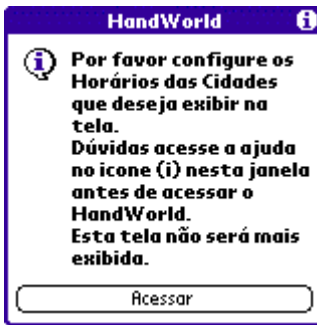 HandWorld
Por favor configure os
Horários das Cidades
que deseja exibir na
tela.
Dúvidas acesse a ajuda
no icone (i) nesta janela
antes de acessar o
HandWorld.
Esta tela não será mais
exibida.
Acessar